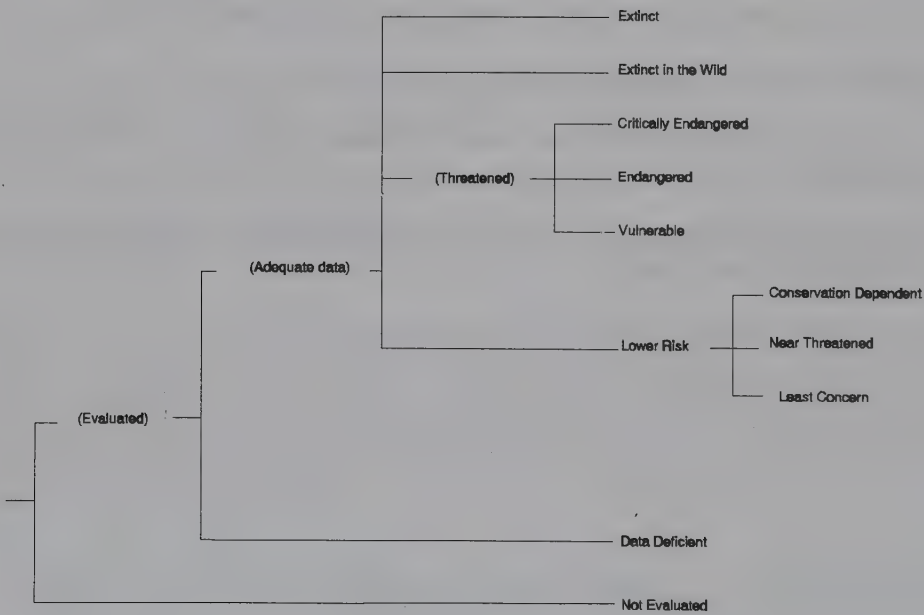 Extinct
Extinct in the Wild
Critically Endangered
(Threatened)
Endangered
Vulnerable
(Adequate data)
Conservation Dependent
Lower Risk
Near Threatened
Least Concern
(Evaluated)
Data Deficient
Not Evaluated